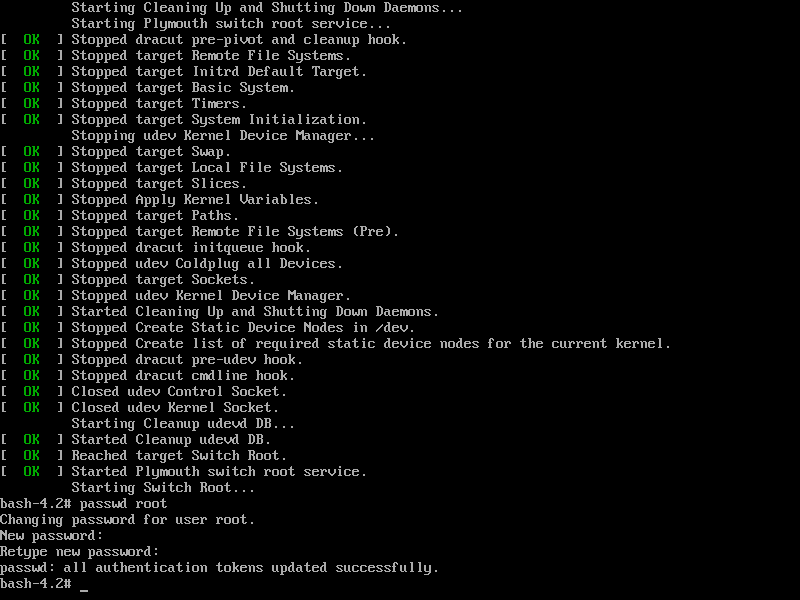 Starting Cleaning Up and Shutting Down Daemons...
         Starting Plymouth switch root service...
[  OK  ] Stopped dracut pre-pivot and cleanup hook.
[  OK  ] Stopped target Remote File Systems.
[  OK  ] Stopped target Initrd Default Target.
[  OK  ] Stopped target Basic System.
[  OK  ] Stopped target Timers.
[  OK  ] Stopped target System Initialization.
         Stopping udev Kernel Device Manager...
[  OK  ] Stopped target Swap.
[  OK  ] Stopped target Local File Systems.
[  OK  ] Stopped target Slices.
[  OK  ] Stopped Apply Kernel Variables.
[  OK  ] Stopped target Paths.
[  OK  ] Stopped target Remote File Systems (Pre).
[  OK  ] Stopped dracut initqueue hook.
[  OK  ] Stopped udev Coldplug all Devices.
[  OK  ] Stopped target Sockets.
[  OK  ] Stopped udev Kernel Device Manager.
[  OK  ] Started Cleaning Up and Shutting Down Daemons.
[  OK  ] Stopped Create Static Device Nodes in /dev.
[  OK  ] Stopped Create list of required static device nodes for the current kernel.
[  OK  ] Stopped dracut pre-udev hook.
[  OK  ] Stopped dracut cmdline hook.
[  OK  ] Closed udev Control Socket.
[  OK  ] Closed udev Kernel Socket.
         Starting Cleanup udevd DB...
[  OK  ] Started Cleanup udevd DB.
[  OK  ] Reached target Switch Root.
[  OK  ] Started Plymouth switch root service.
         Starting Switch Root...
bash-4.2# passwd root
Changing password for user root.
New password:
Retype new password:
passwd: all authentication tokens updated successfully.
bash-4.2# _